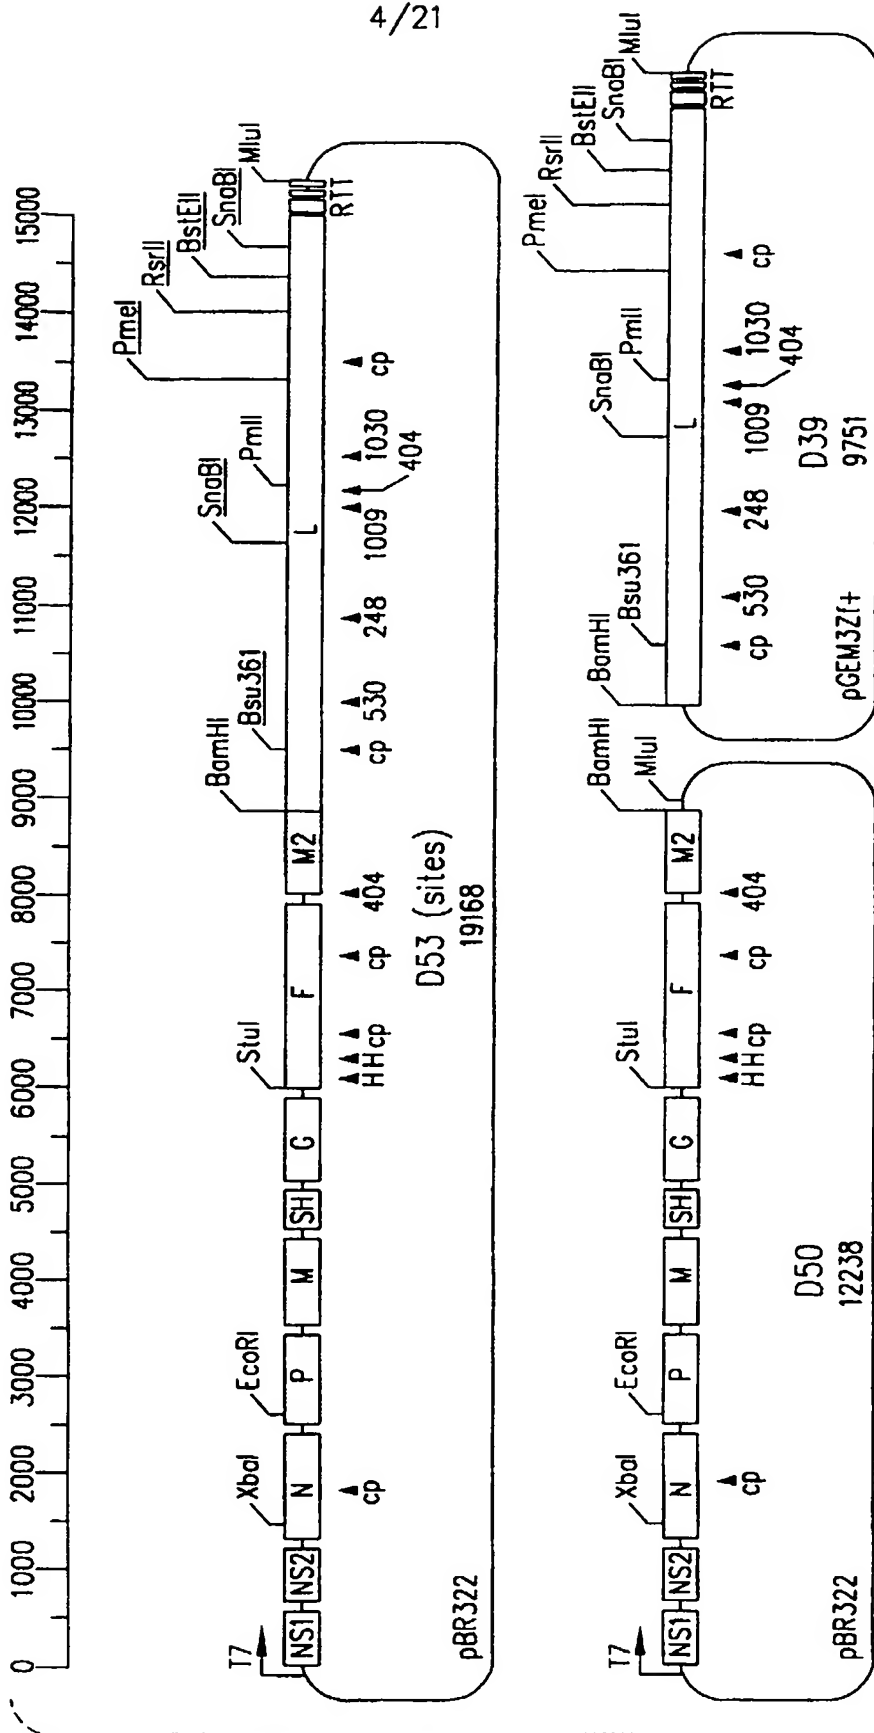 4/21
0 1000 2000 3000 4000 5000 6000 7000 8000 9000 10000 11000 12000 13000 14000 15000
T7
XbaI
EcoRI
StuI
BamHI
Bsu36I
SnaBI
PmlI
PmeI
RsrII
BstEII
SnaBI
MluI
NS1 NS2 N P M SH G F M2 L
RTT
cp HHcp cp 404 cp 530 248 1009 404 1030 cp
D53 (sites)
19168
pBR322
T7
XbaI
EcoRI
StuI
BamHI
MluI
NS1 NS2 N P M SH G F M2
cp HHcp cp 404
D50
12238
pBR322
BamHI
Bsu36I
SnaBI
PmlI
PmeI
RsrII
BstEII
SnaBI
MluI
L
RTT
cp 530 248 1009 404 1030 cp
D39
9751
pGEM3Zf+